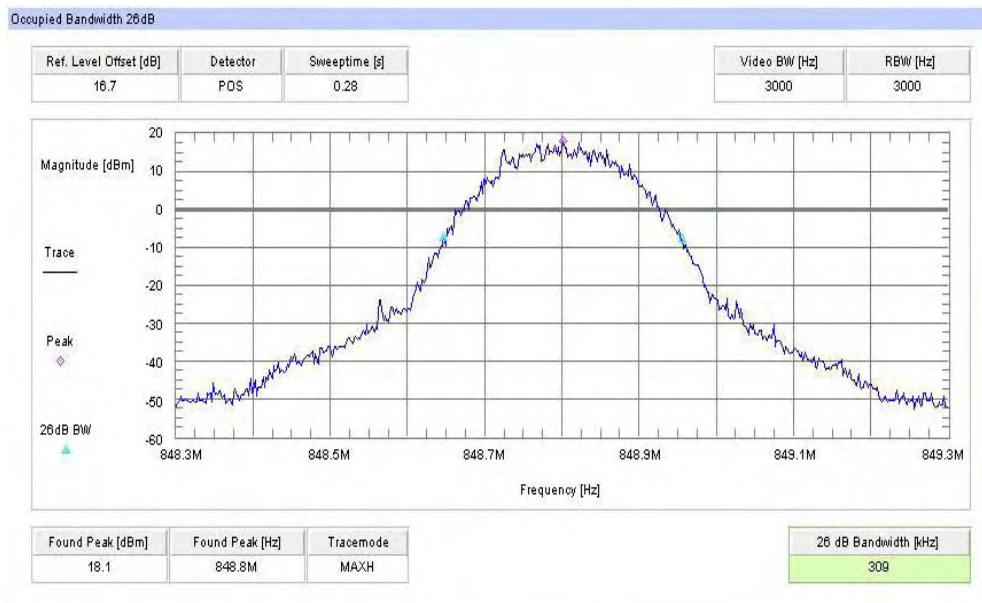 Occupied Bandwidth 26dB
Ref. Level Offset [dB] Detector Sweeptime [s] Video BW [Hz] RBW [Hz]
16.7 POS 0.28 3000 3000
Magnitude [dBm]
20
10
0
-10
-20
-30
-40
-50
-60
Trace
Peak
26dB BW
848.3M 848.5M 848.7M 848.9M 849.1M 849.3M
Frequency [Hz]
Found Peak [dBm] Found Peak [Hz] Tracemode 26 dB Bandwidth [kHz]
18.1 848.8M MAXH 309